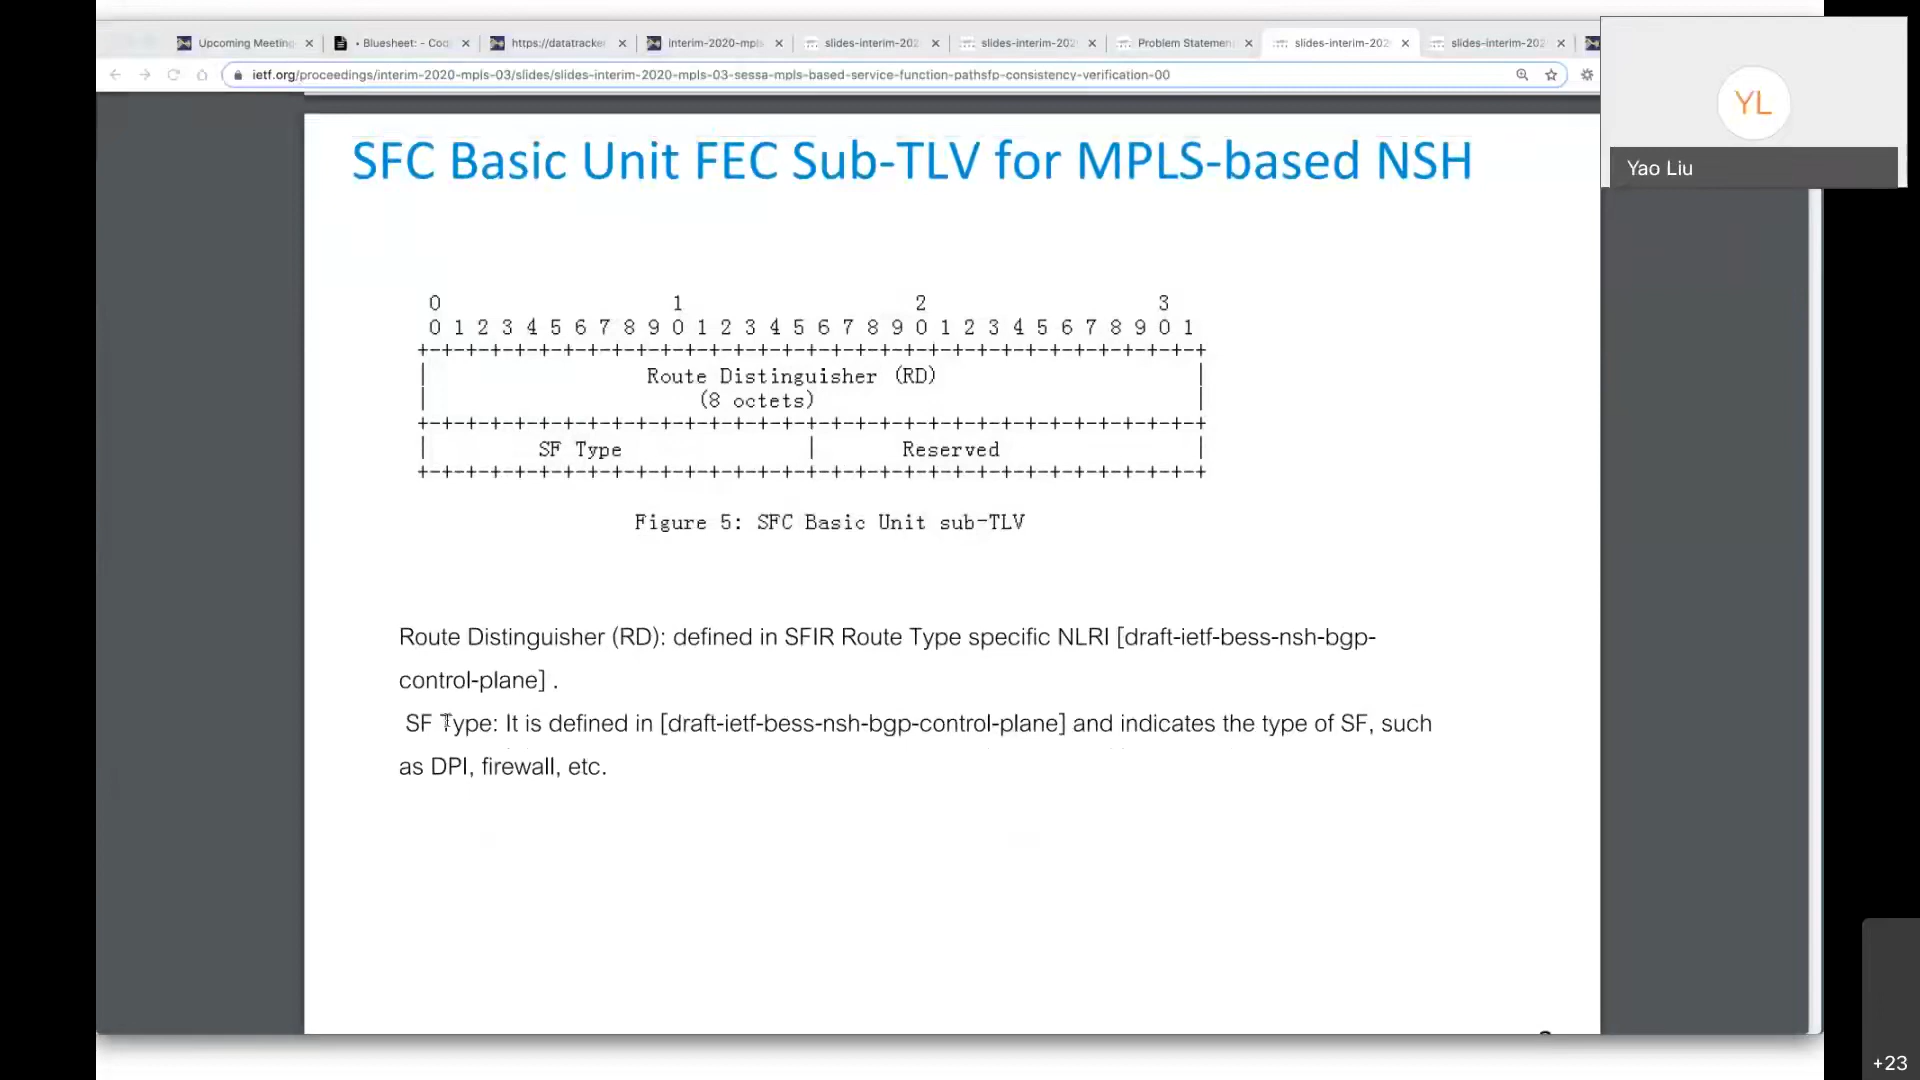 Upcoming Meeting
• Bluesheet: - Cod
https://datatracker
interim-2020-mpls
slides-interim-202
slides-interim-202
Problem Statement
slides-interim-202
slides-interim-202
ietf.org/proceedings/interim-2020-mpls-03/slides/slides-interim-2020-mpls-03-sessa-mpls-based-service-function-pathsfp-consistency-verification-00
YL
Yao Liu
SFC Basic Unit FEC Sub-TLV for MPLS-based NSH
0 1 2 3
0 1 2 3 4 5 6 7 8 9 0 1 2 3 4 5 6 7 8 9 0 1 2 3 4 5 6 7 8 9 0 1
+-+-+-+-+-+-+-+-+-+-+-+-+-+-+-+-+-+-+-+-+-+-+-+-+-+-+-+-+-+-+-+-+
| Route Distinguisher (RD) |
| (8 octets) |
+-+-+-+-+-+-+-+-+-+-+-+-+-+-+-+-+-+-+-+-+-+-+-+-+-+-+-+-+-+-+-+-+
| SF Type | Reserved |
+-+-+-+-+-+-+-+-+-+-+-+-+-+-+-+-+-+-+-+-+-+-+-+-+-+-+-+-+-+-+-+-+
Figure 5: SFC Basic Unit sub-TLV
Route Distinguisher (RD): defined in SFIR Route Type specific NLRI [draft-ietf-bess-nsh-bgp-
control-plane] .
SF Type: It is defined in [draft-ietf-bess-nsh-bgp-control-plane] and indicates the type of SF, such
as DPI, firewall, etc.
+23